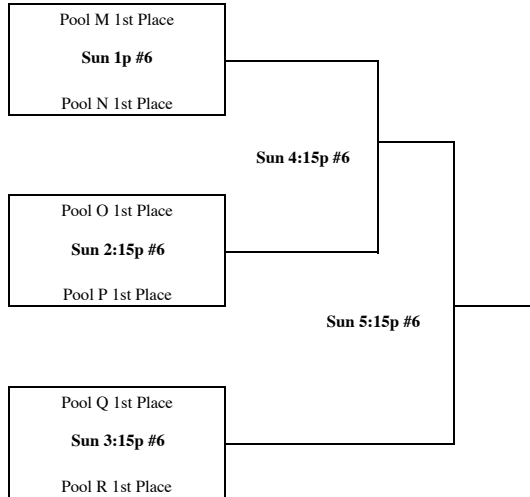 Pool M 1st Place
Sun 1p #6
Pool N 1st Place
Sun 4:15p #6
Pool O 1st Place
Sun 2:15p #6
Pool P 1st Place
Sun 5:15p #6
Pool Q 1st Place
Sun 3:15p #6
Pool R 1st Place